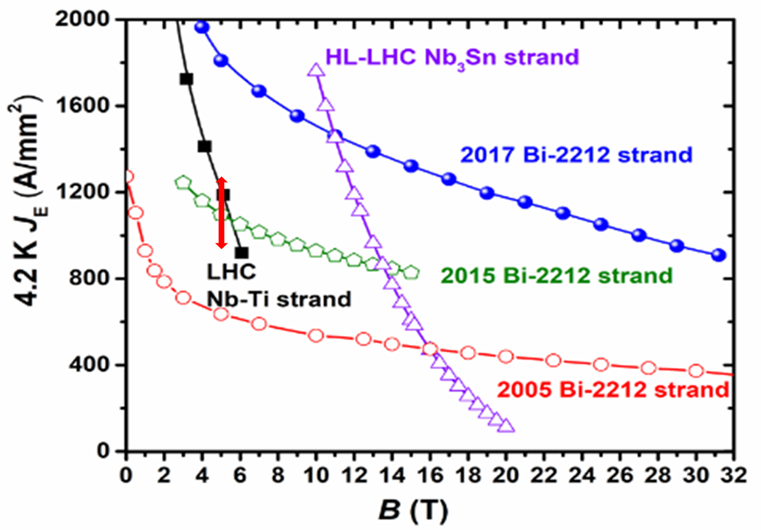 2000
1600
1200
800
400
0
4.2 K J_E (A/mm²)
HL-LHC Nb₃Sn strand
2017 Bi-2212 strand
LHC
Nb-Ti strand
2015 Bi-2212 strand
2005 Bi-2212 strand
0 2 4 6 8 10 12 14 16 18 20 22 24 26 28 30 32
B (T)